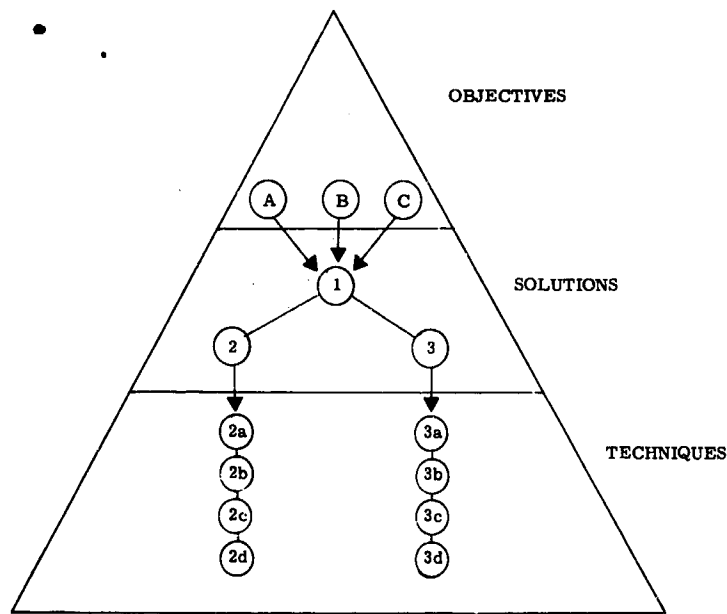 OBJECTIVES
A B C
1
SOLUTIONS
2 3
2a 3a
TECHNIQUES
2b 3b
2c 3c
2d 3d